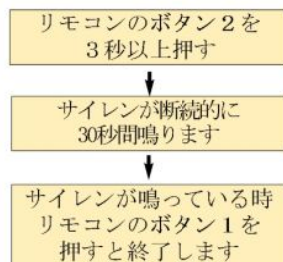 リモコンのボタン２を
３秒以上押す
サイレンが断続的に
30秒間鳴ります
サイレンが鳴っている時
リモコンのボタン１を
押すと終了します